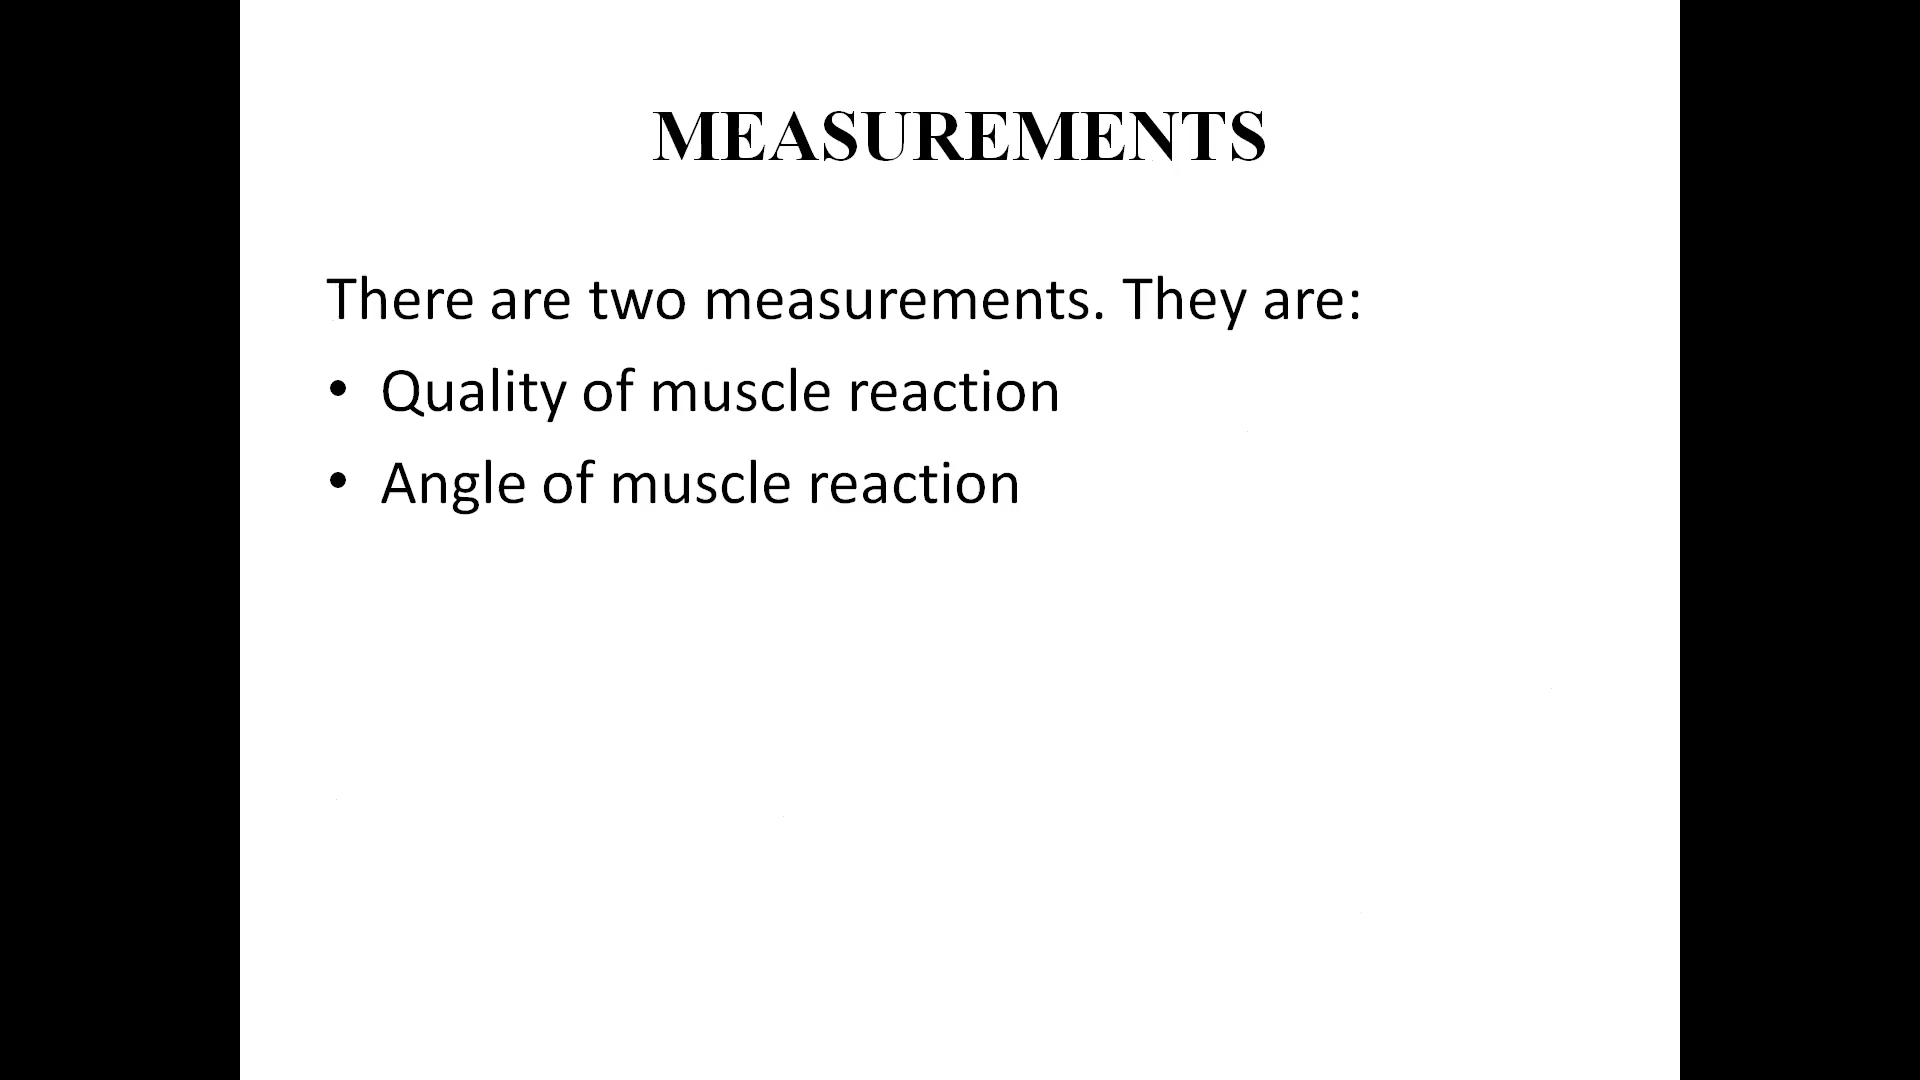 MEASUREMENTS
There are two measurements. They are:
• Quality of muscle reaction
• Angle of muscle reaction